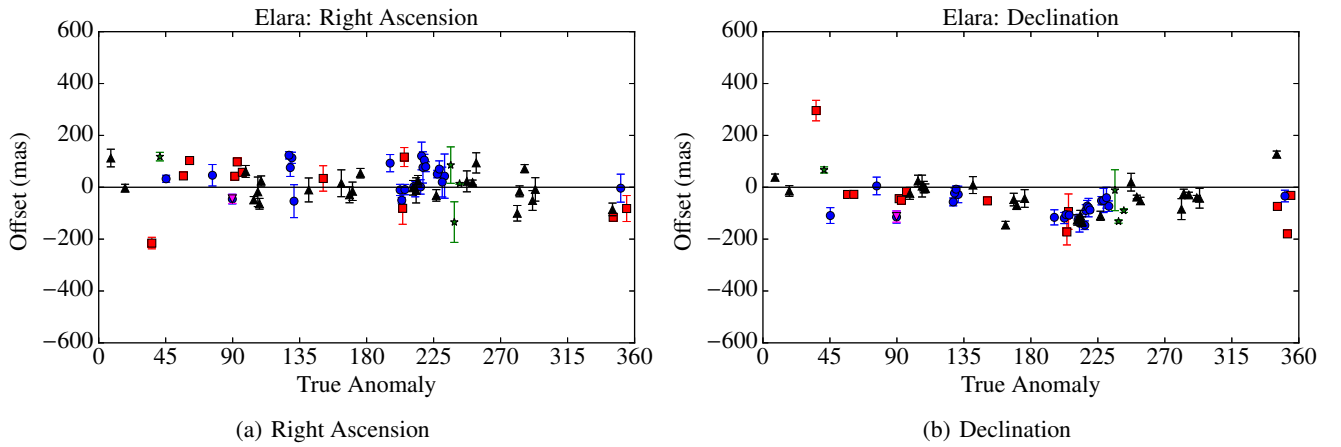 Elara: Right Ascension
600
400
200
0
−200
−400
−600
Offset (mas)
0 45 90 135 180 225 270 315 360
True Anomaly
(a) Right Ascension
Elara: Declination
600
400
200
0
−200
−400
−600
Offset (mas)
0 45 90 135 180 225 270 315 360
True Anomaly
(b) Declination